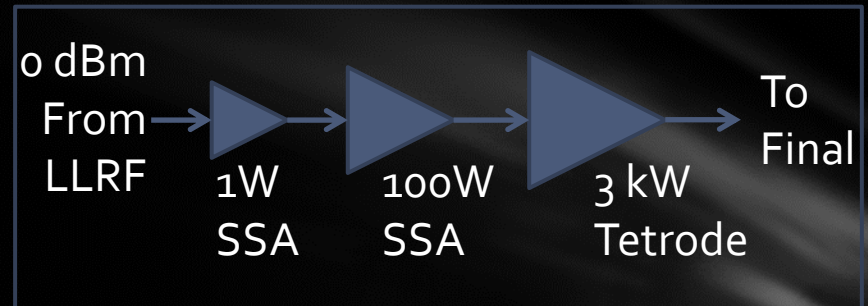 0 dBm
From
LLRF
1W
SSA
100W
SSA
3 kW
Tetrode
To
Final